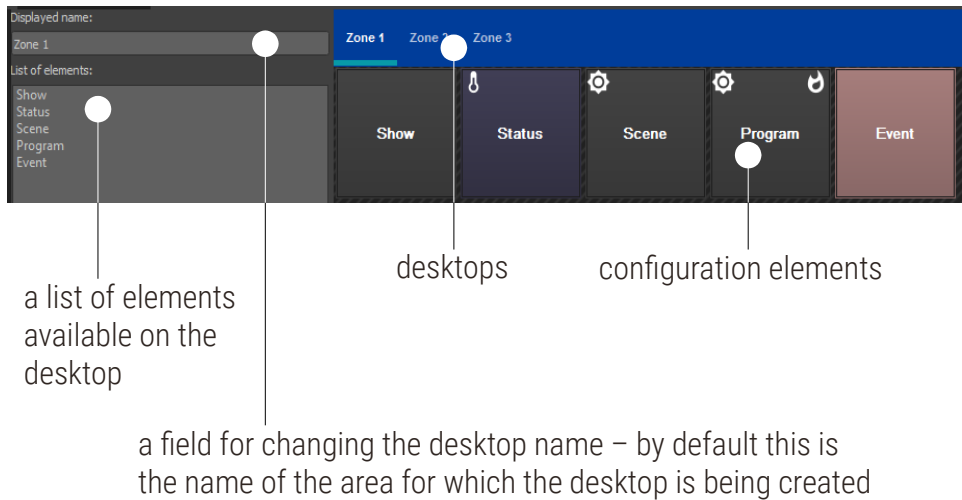 Displayed name:
Zone 1
List of elements:
Show
Status
Scene
Program
Event
Zone 1 Zone 2 Zone 3
Show Status Scene Program Event
desktops
configuration elements
a list of elements
available on the
desktop
a field for changing the desktop name – by default this is
the name of the area for which the desktop is being created